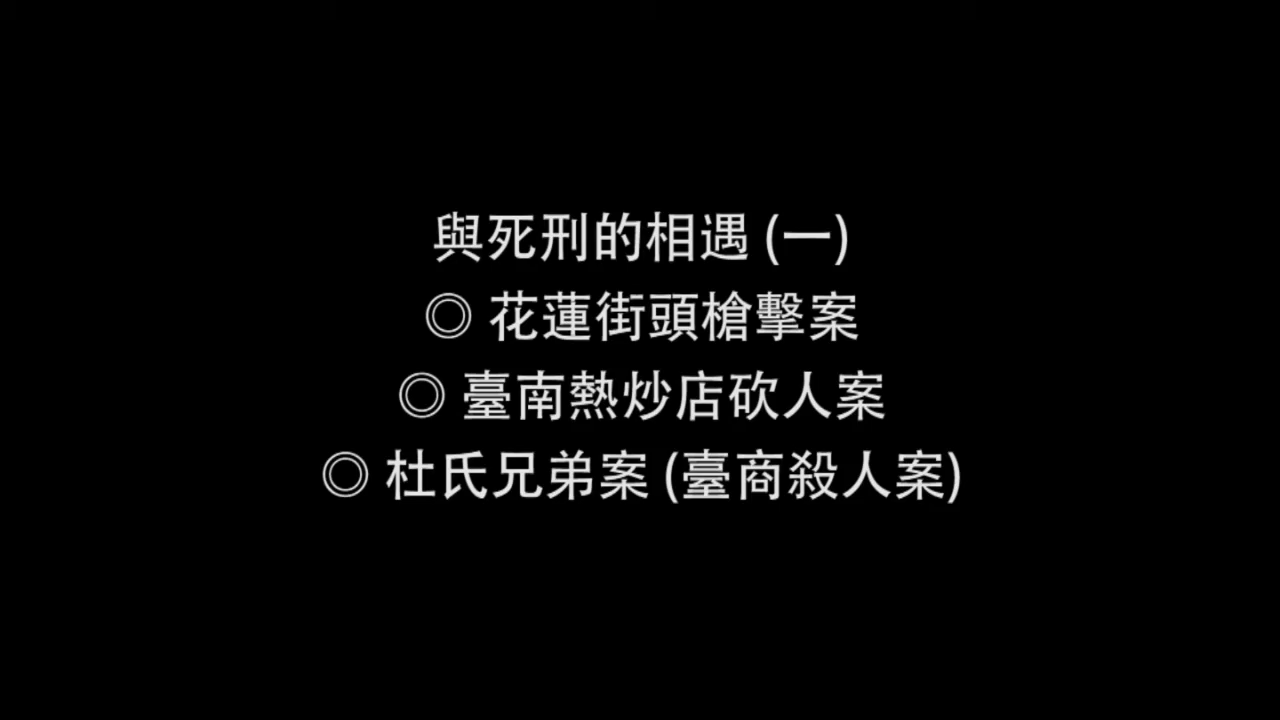 與死刑的相遇 (一)
◎ 花蓮街頭槍擊案
◎ 臺南熱炒店砍人案
◎ 杜氏兄弟案 (臺商殺人案)